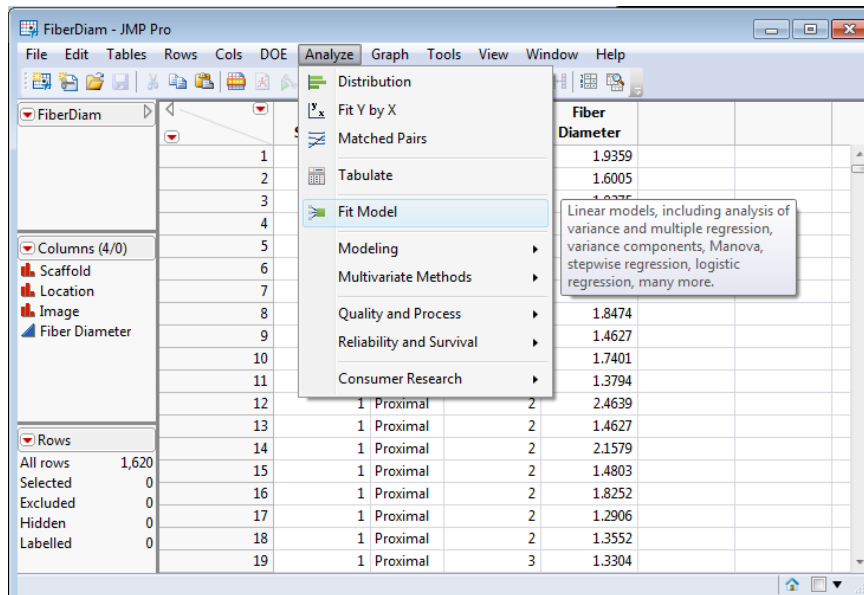 FiberDiam - JMP Pro
File Edit Tables Rows Cols DOE Analyze Graph Tools View Window Help
Distribution
Fit Y by X
Matched Pairs
Tabulate
Fit Model
Modeling
Multivariate Methods
Quality and Process
Reliability and Survival
Consumer Research
Linear models, including analysis of
variance and multiple regression,
variance components, Manova,
stepwise regression, logistic
regression, many more.
FiberDiam
Columns (4/0)
Scaffold
Location
Image
Fiber Diameter
Rows
All rows 1,620
Selected 0
Excluded 0
Hidden 0
Labelled 0
Fiber
Diameter
1 1.9359
2 1.6005
3
4
5
6
7
8 1.8474
9 1.4627
10 1.7401
11 1.3794
12 1 Proximal 2 2.4639
13 1 Proximal 2 1.4627
14 1 Proximal 2 2.1579
15 1 Proximal 2 1.4803
16 1 Proximal 2 1.8252
17 1 Proximal 2 1.2906
18 1 Proximal 2 1.3552
19 1 Proximal 3 1.3304